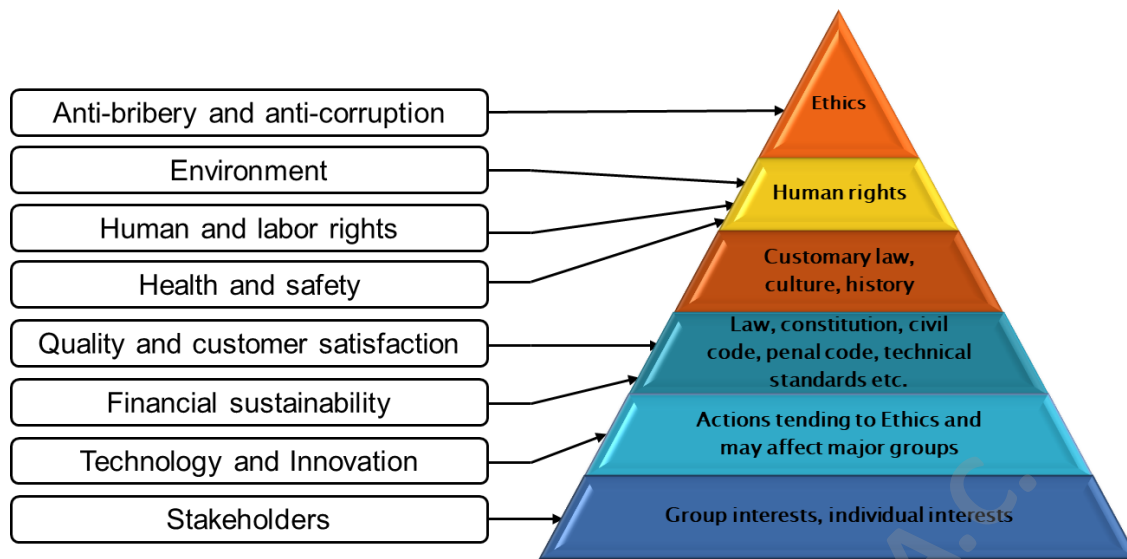 Anti-bribery and anti-corruption
Environment
Human and labor rights
Health and safety
Quality and customer satisfaction
Financial sustainability
Technology and Innovation
Stakeholders
Ethics
Human rights
Customary law,
culture, history
Law, constitution, civil
code, penal code, technical
standards etc.
Actions tending to Ethics and
may affect major groups
Group interests, individual interests
A.C.